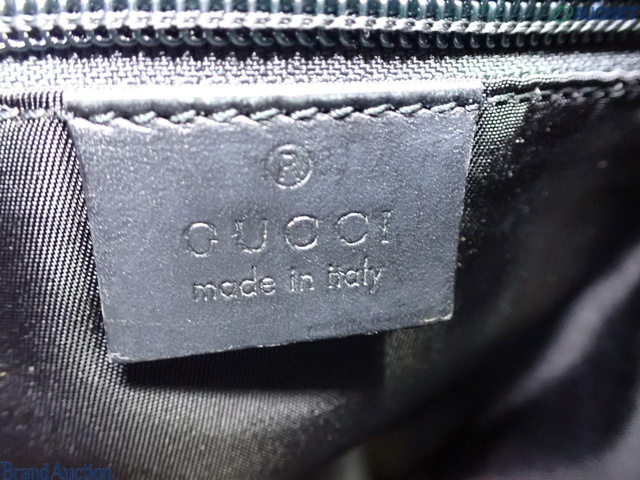 ®
GUCCI
made in italy
Brand Auction